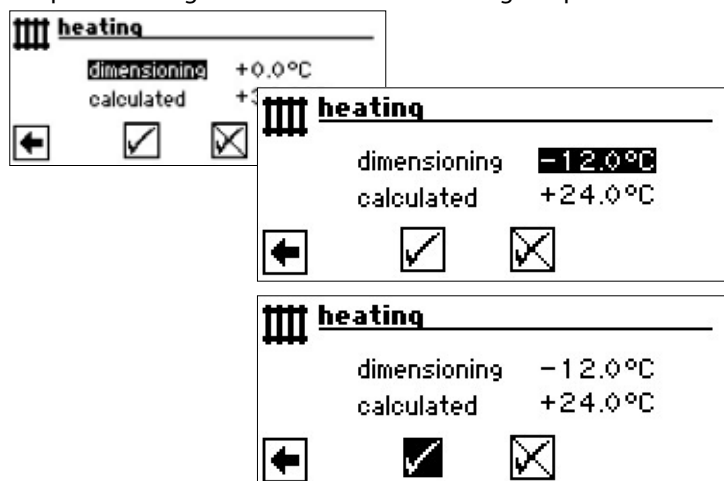 heating
dimensioning +0.0°C
calculated
heating
dimensioning -12.0°C
calculated +24.0°C
heating
dimensioning -12.0°C
calculated +24.0°C